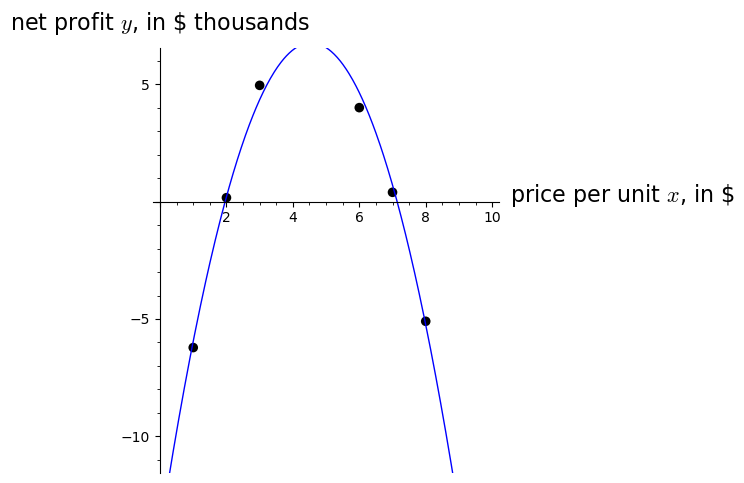 net profit y, in $ thousands
5
price per unit x, in $
2 4 6 8 10
−5
−10